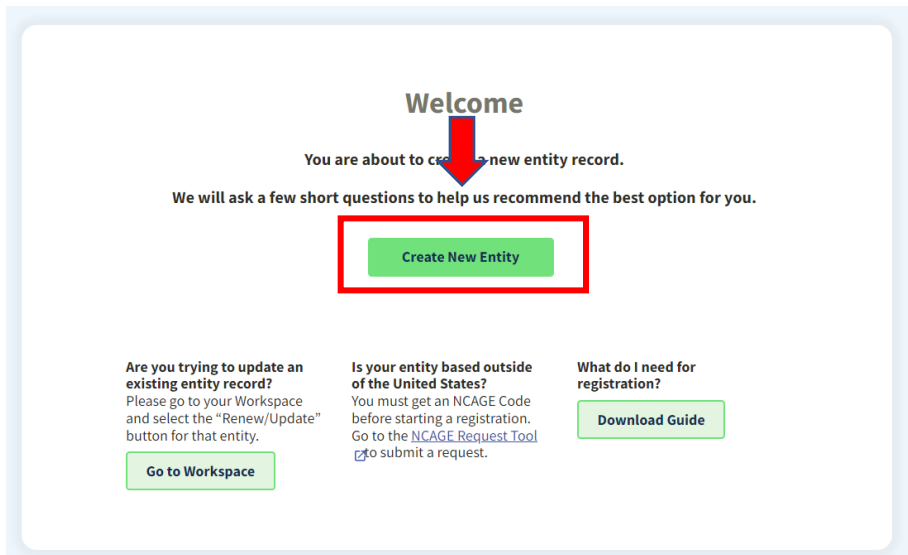 Welcome
You are about to cre a new entity record.
We will ask a few short questions to help us recommend the best option for you.
Create New Entity
Are you trying to update an
existing entity record?
Please go to your Workspace
and select the “Renew/Update”
button for that entity.
Go to Workspace
Is your entity based outside
of the United States?
You must get an NCAGE Code
before starting a registration.
Go to the NCAGE Request Tool
to submit a request.
What do I need for
registration?
Download Guide